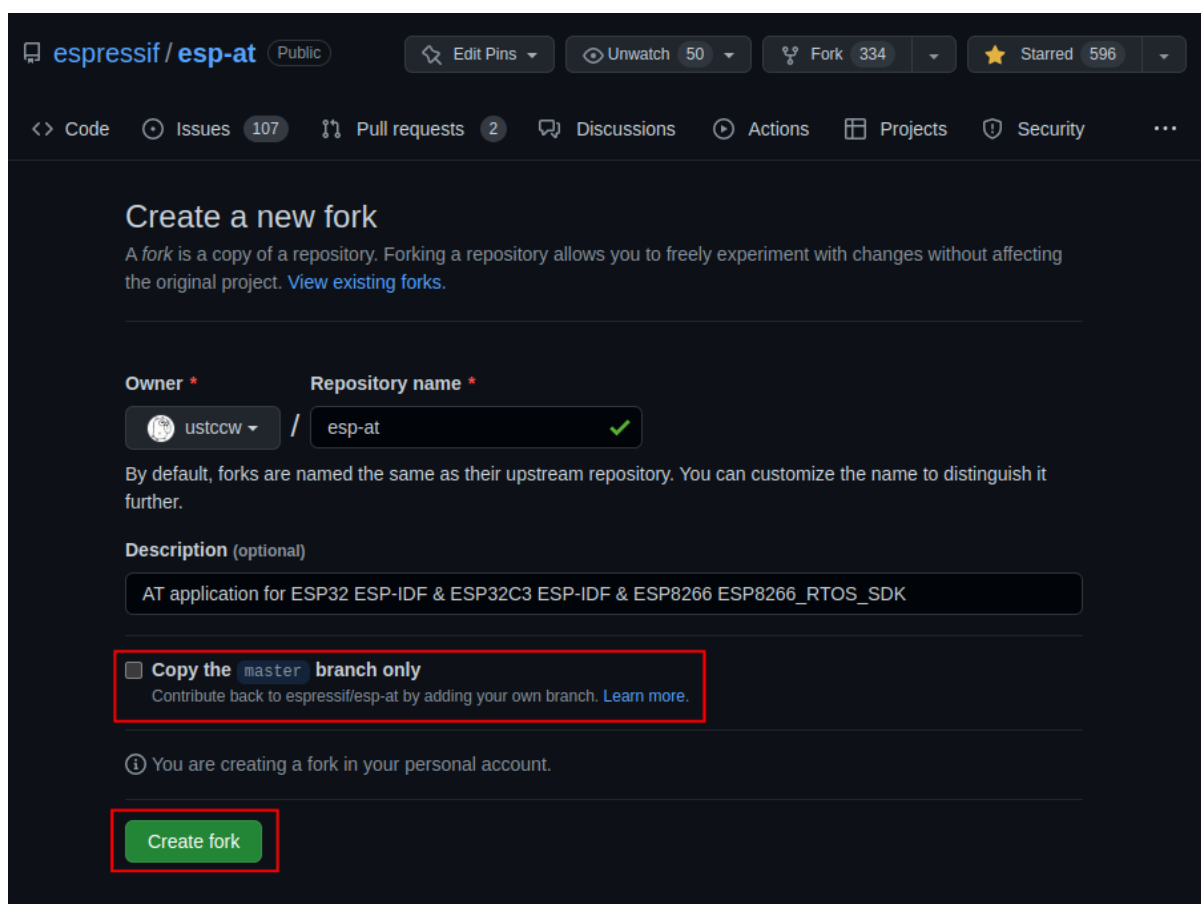 espressif / esp-at Public Edit Pins Unwatch 50 Fork 334 Starred 596
<> Code Issues 107 Pull requests 2 Discussions Actions Projects Security ...
Create a new fork
A fork is a copy of a repository. Forking a repository allows you to freely experiment with changes without affecting
the original project. View existing forks.
Owner * Repository name *
ustccw / esp-at
By default, forks are named the same as their upstream repository. You can customize the name to distinguish it
further.
Description (optional)
AT application for ESP32 ESP-IDF & ESP32C3 ESP-IDF & ESP8266 ESP8266_RTOS_SDK
Copy the master branch only
Contribute back to espressif/esp-at by adding your own branch. Learn more.
You are creating a fork in your personal account.
Create fork